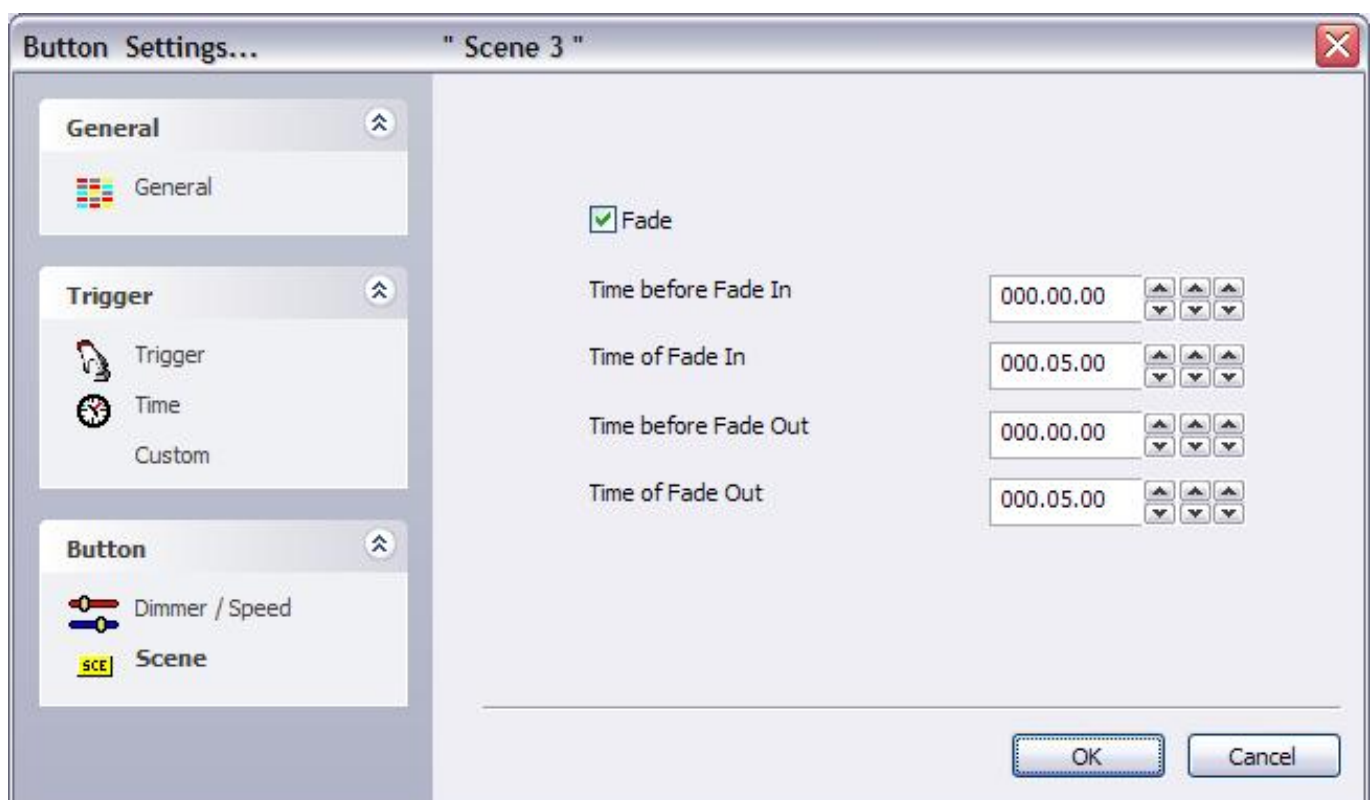 Button Settings... " Scene 3 "
General
General
Trigger
Trigger
Time
Custom
Button
Dimmer / Speed
SCE
Scene
Fade
Time before Fade In 000.00.00
Time of Fade In 000.05.00
Time before Fade Out 000.00.00
Time of Fade Out 000.05.00
OK Cancel